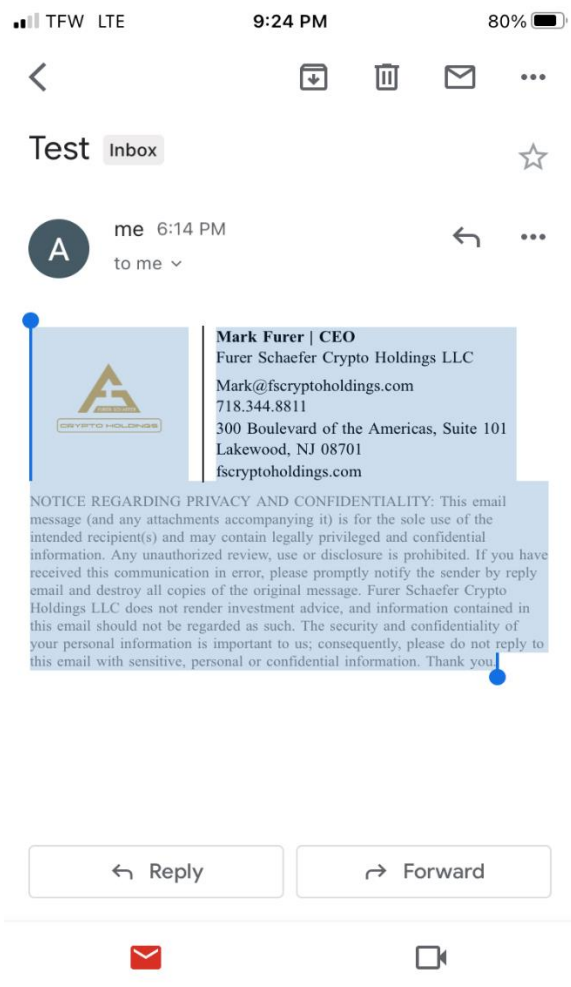 TFW LTE 9:24 PM 80%
Test Inbox
A
me 6:14 PM
to me
FURER SCHAEFER
CRYPTO HOLDINGS
Mark Furer | CEO
Furer Schaefer Crypto Holdings LLC
Mark@fscryptoholdings.com
718.344.8811
300 Boulevard of the Americas, Suite 101
Lakewood, NJ 08701
fscryptoholdings.com
NOTICE REGARDING PRIVACY AND CONFIDENTIALITY: This email
message (and any attachments accompanying it) is for the sole use of the
intended recipient(s) and may contain legally privileged and confidential
information. Any unauthorized review, use or disclosure is prohibited. If you have
received this communication in error, please promptly notify the sender by reply
email and destroy all copies of the original message. Furer Schaefer Crypto
Holdings LLC does not render investment advice, and information contained in
this email should not be regarded as such. The security and confidentiality of
your personal information is important to us; consequently, please do not reply to
this email with sensitive, personal or confidential information. Thank you.
Reply
Forward